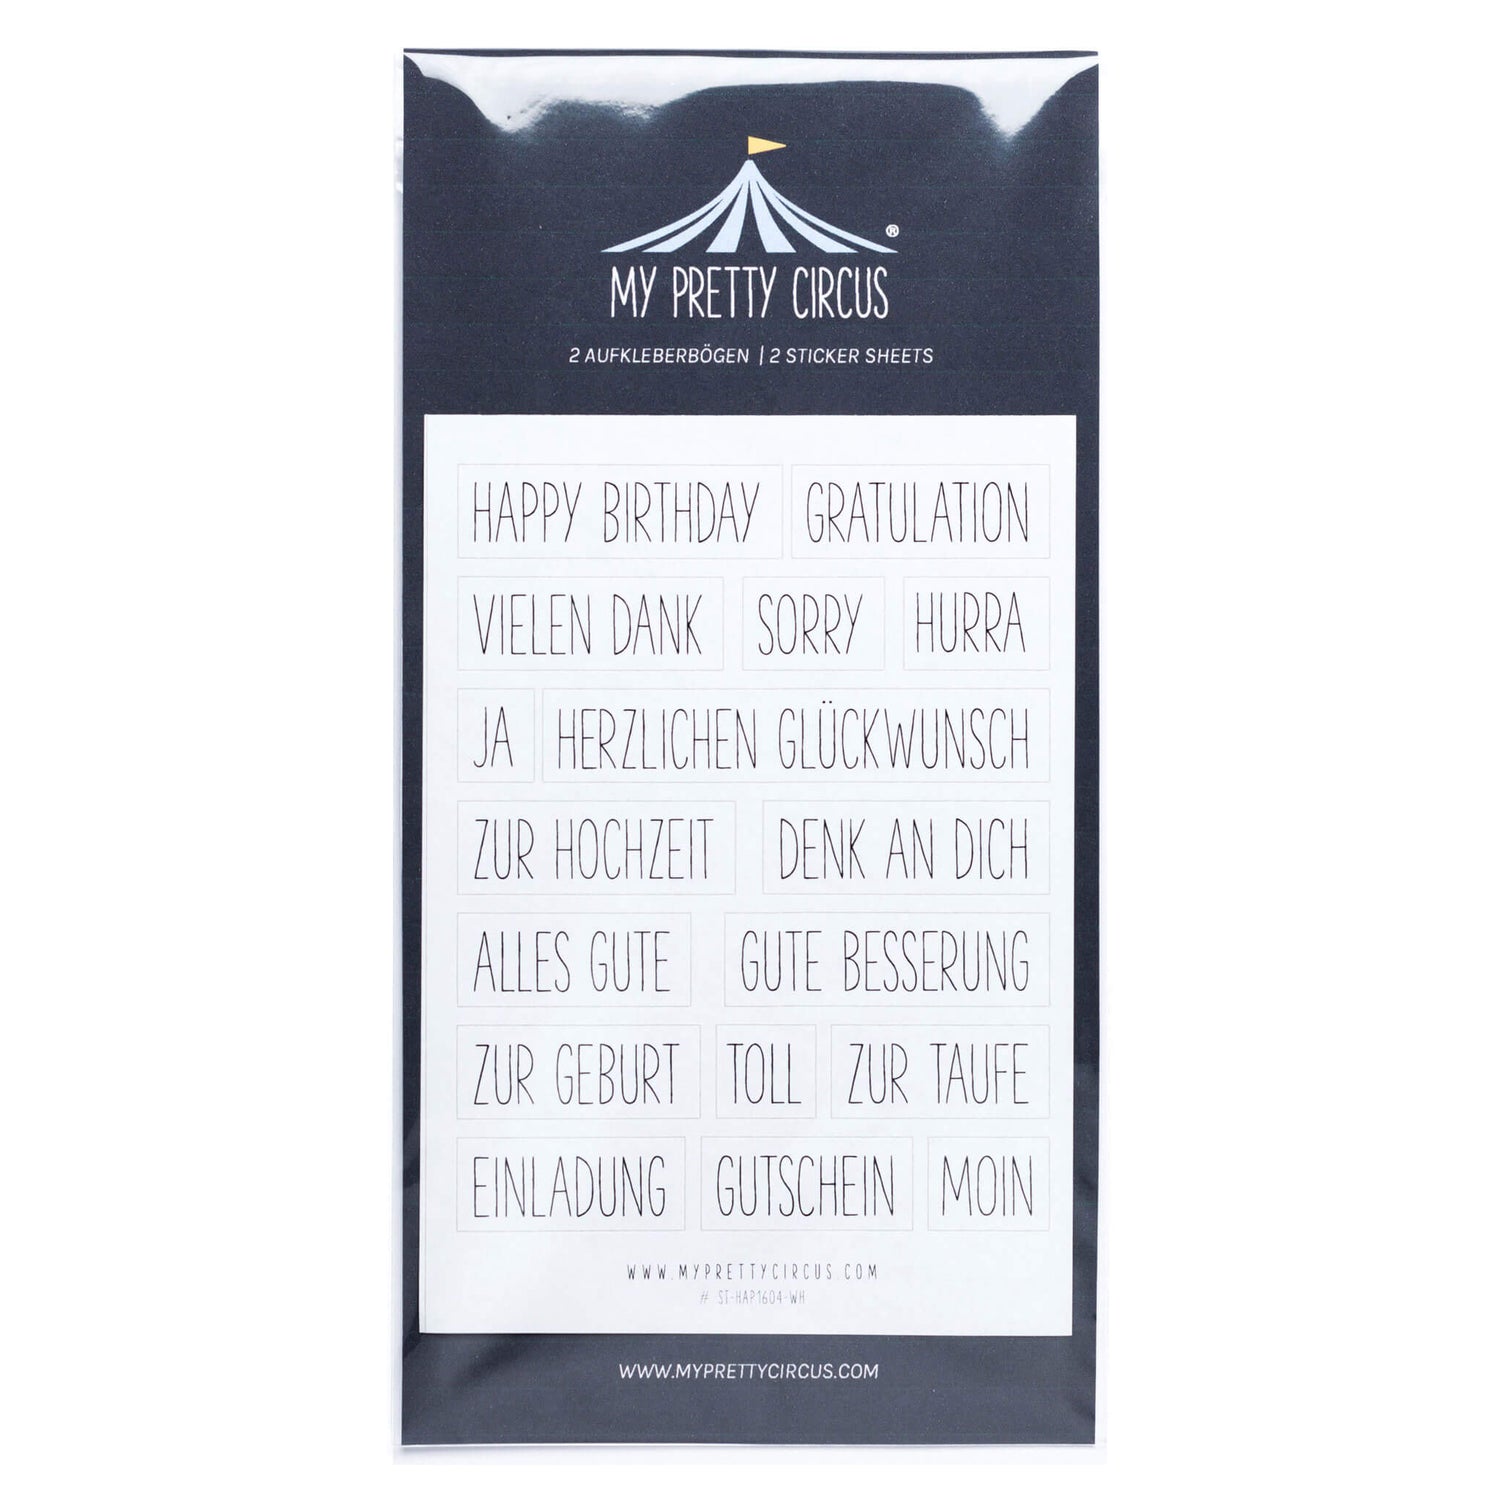 ®
MY PRETTY CIRCUS
2 AUFKLEBERBÖGEN | 2 STICKER SHEETS
HAPPY BIRTHDAY GRATULATION
VIELEN DANK SORRY HURRA
JA HERZLICHEN GLÜCKWUNSCH
ZUR HOCHZEIT DENK AN DICH
ALLES GUTE GUTE BESSERUNG
ZUR GEBURT TOLL ZUR TAUFE
EINLADUNG GUTSCHEIN MOIN
WWW.MYPRETTYCIRCUS.COM
# ST-HAP1604-WH
WWW.MYPRETTYCIRCUS.COM